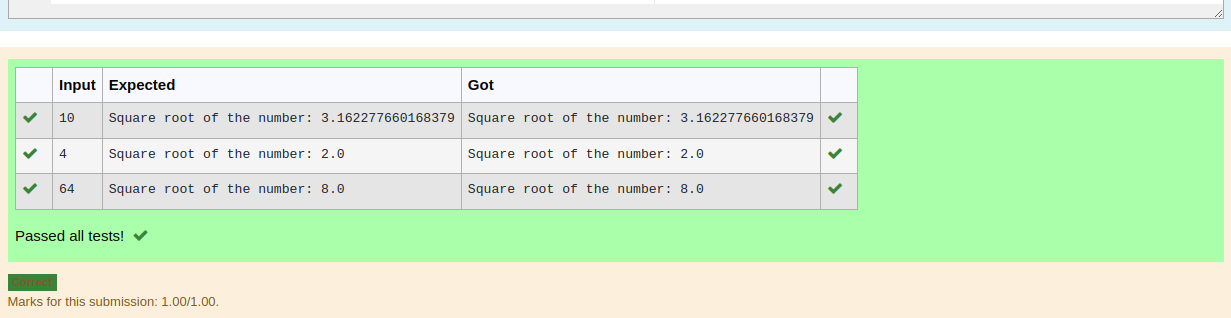 Input Expected Got
10 Square root of the number: 3.162277660168379 Square root of the number: 3.162277660168379
4 Square root of the number: 2.0 Square root of the number: 2.0
64 Square root of the number: 8.0 Square root of the number: 8.0
Passed all tests!
Correct
Marks for this submission: 1.00/1.00.